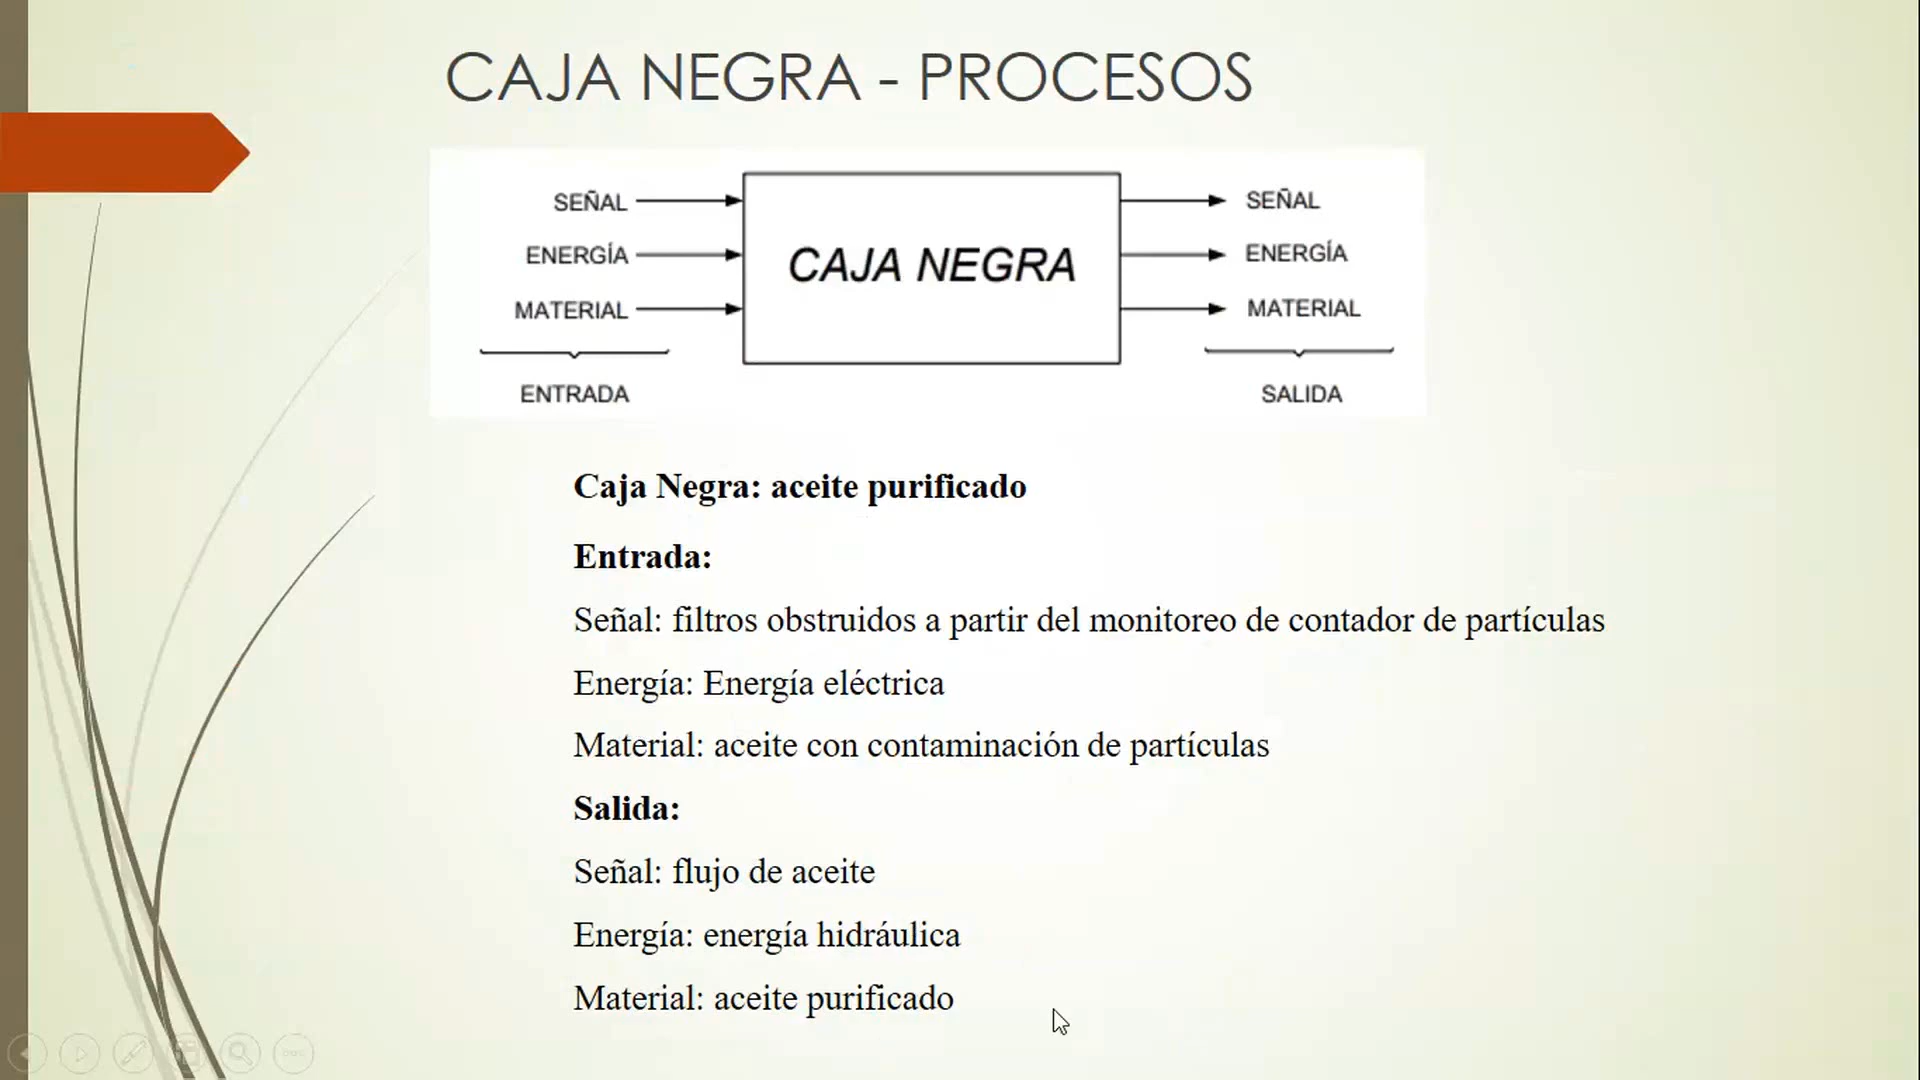 CAJA NEGRA - PROCESOS
SEÑAL
ENERGÍA
MATERIAL
ENTRADA
CAJA NEGRA
SEÑAL
ENERGÍA
MATERIAL
SALIDA
Caja Negra: aceite purificado
Entrada:
Señal: filtros obstruidos a partir del monitoreo de contador de partículas
Energía: Energía eléctrica
Material: aceite con contaminación de partículas
Salida:
Señal: flujo de aceite
Energía: energía hidráulica
Material: aceite purificado